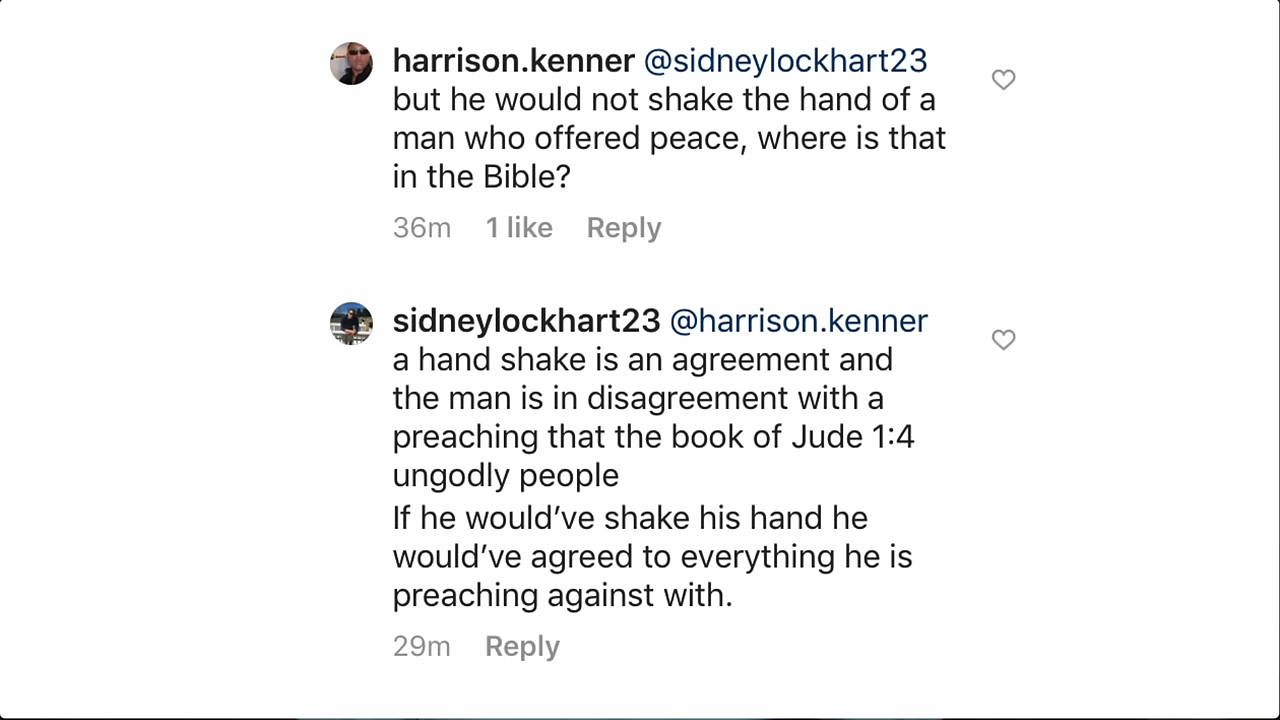 harrison.kenner @sidneylockhart23
but he would not shake the hand of a
man who offered peace, where is that
in the Bible?
36m 1 like Reply
sidneylockhart23 @harrison.kenner
a hand shake is an agreement and
the man is in disagreement with a
preaching that the book of Jude 1:4
ungodly people
If he would’ve shake his hand he
would’ve agreed to everything he is
preaching against with.
29m Reply